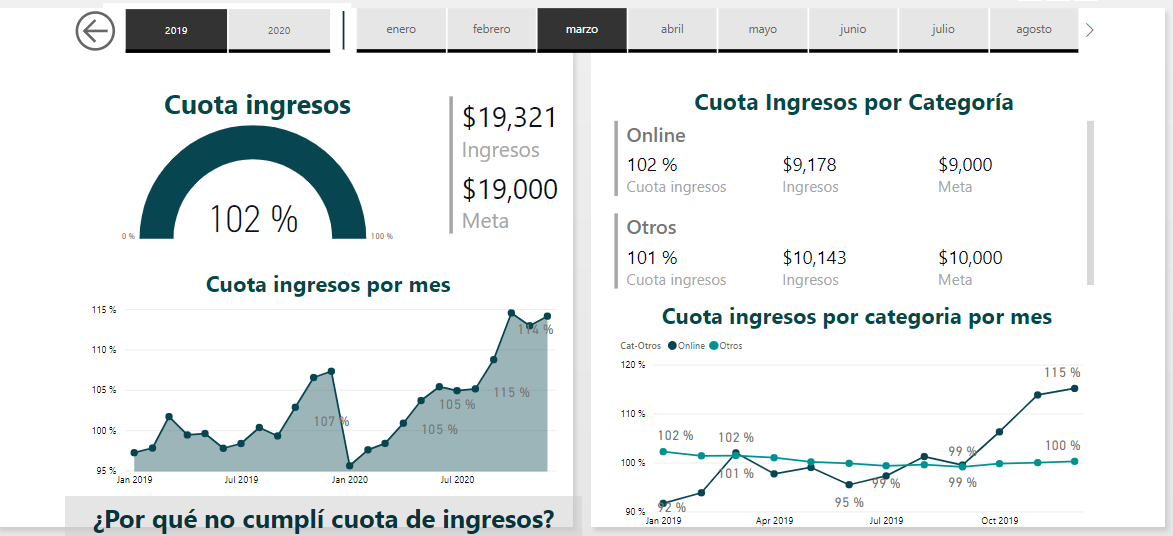 2019 2020 enero febrero marzo abril mayo junio julio agosto
Cuota ingresos
$19,321
Ingresos
$19,000
Meta
102 %
0 %
100 %
Cuota ingresos por mes
115 %
110 %
105 %
100 %
95 %
107 %
105 %
105 %
115 %
114 %
Jan 2019 Jul 2019 Jan 2020 Jul 2020
¿Por qué no cumplí cuota de ingresos?
Cuota Ingresos por Categoría
Online
102 % $9,178 $9,000
Cuota ingresos Ingresos Meta
Otros
101 % $10,143 $10,000
Cuota ingresos Ingresos Meta
Cuota ingresos por categoria por mes
Cat-Otros Online Otros
120 %
110 %
100 %
90 %
115 %
102 % 102 % 99 % 100 %
101 % 99 % 99 %
92 % 95 %
Jan 2019 Apr 2019 Jul 2019 Oct 2019